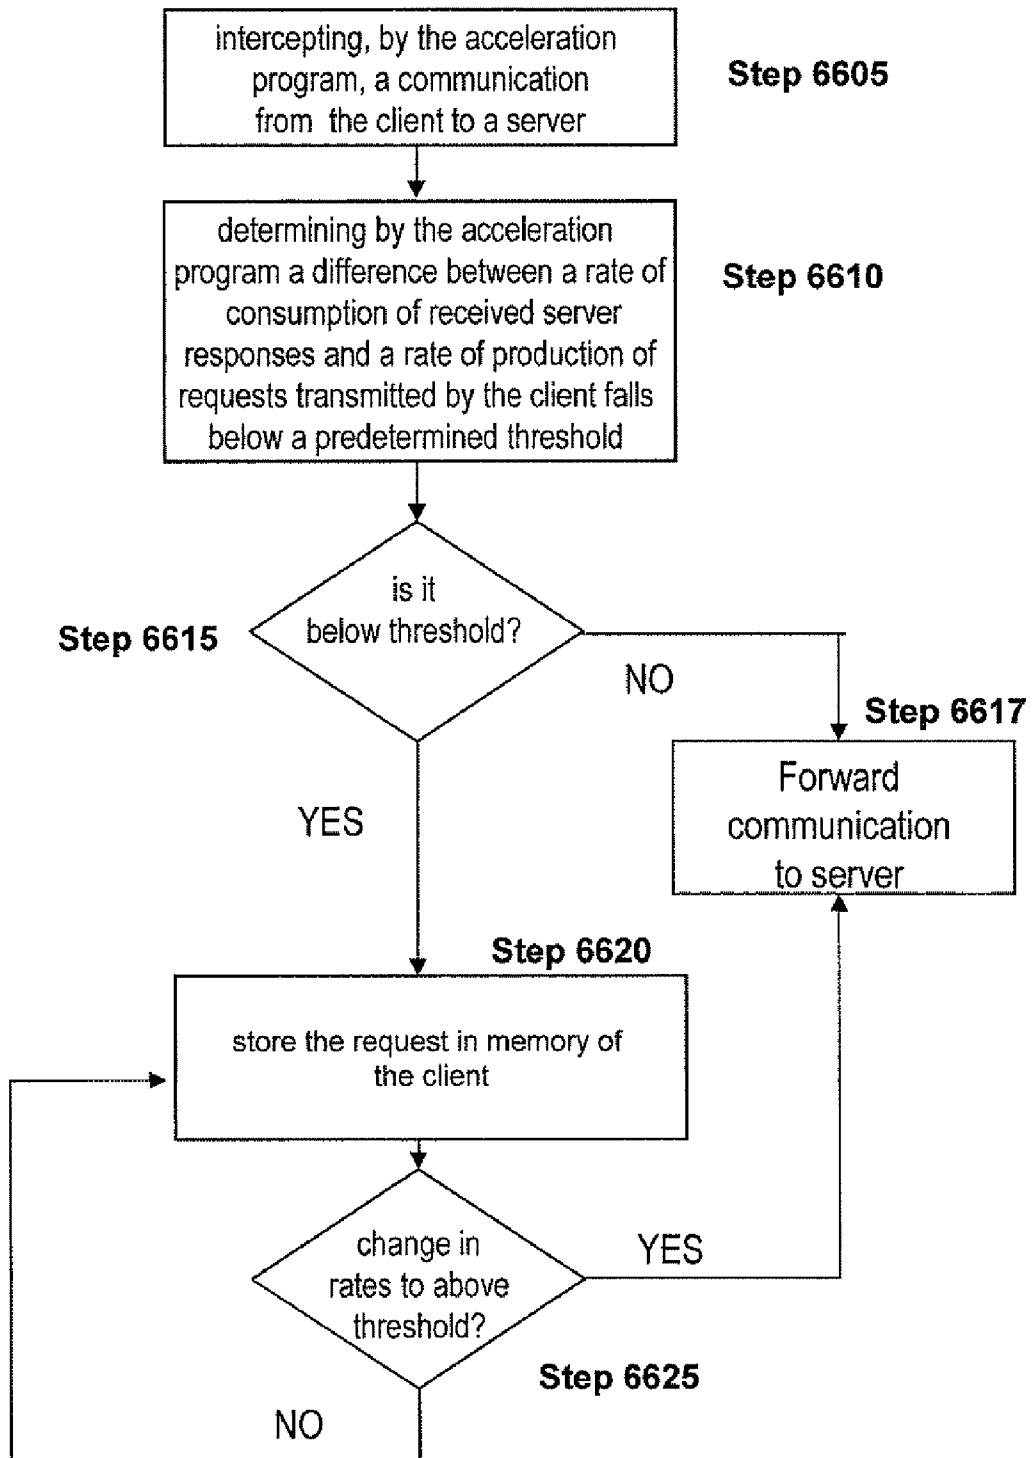 intercepting, by the acceleration
program, a communication
from the client to a server
Step 6605
determining by the acceleration
program a difference between a rate of
consumption of received server
responses and a rate of production of
requests transmitted by the client falls
below a predetermined threshold
Step 6610
is it
below threshold?
Step 6615
NO
Step 6617
Forward
communication
to server
YES
Step 6620
store the request in memory of
the client
change in
rates to above
threshold?
YES
Step 6625
NO